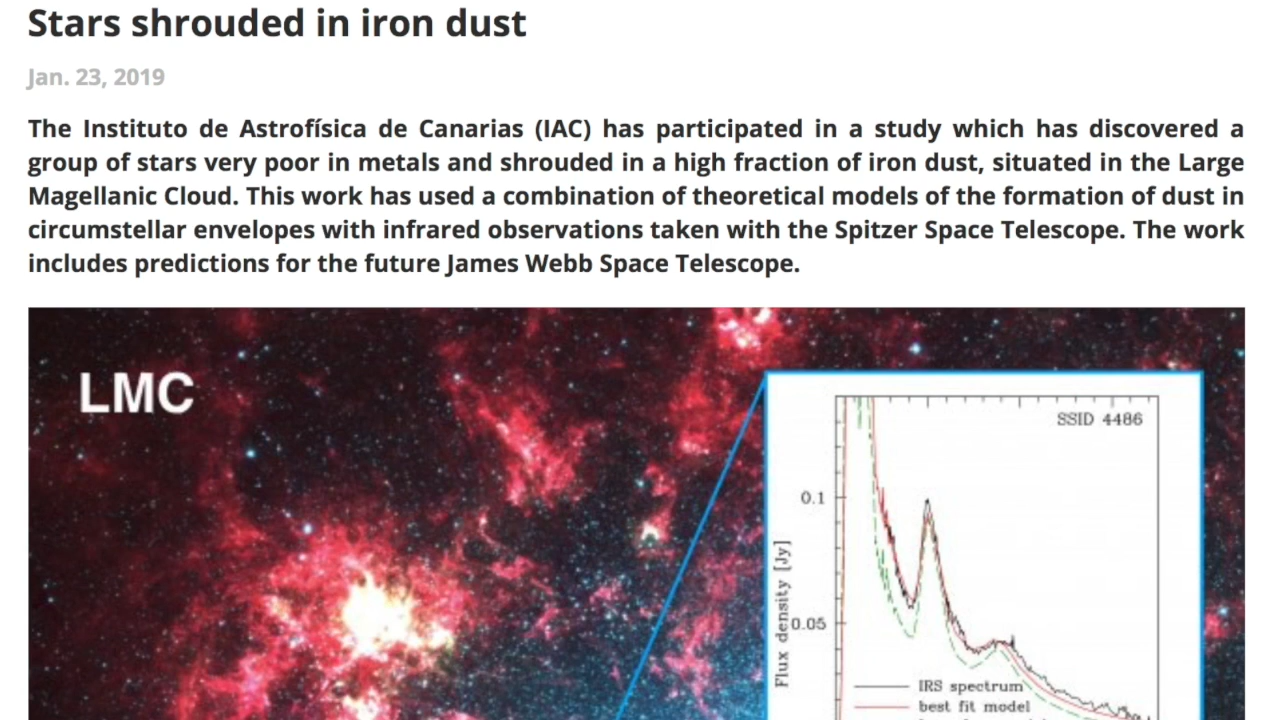 Stars shrouded in iron dust
Jan. 23, 2019
The Instituto de Astrofísica de Canarias (IAC) has participated in a study which has discovered a
group of stars very poor in metals and shrouded in a high fraction of iron dust, situated in the Large
Magellanic Cloud. This work has used a combination of theoretical models of the formation of dust in
circumstellar envelopes with infrared observations taken with the Spitzer Space Telescope. The work
includes predictions for the future James Webb Space Telescope.
LMC
SSID 4486
0.1
Flux density [Jy]
0.05
IRS spectrum
best fit model